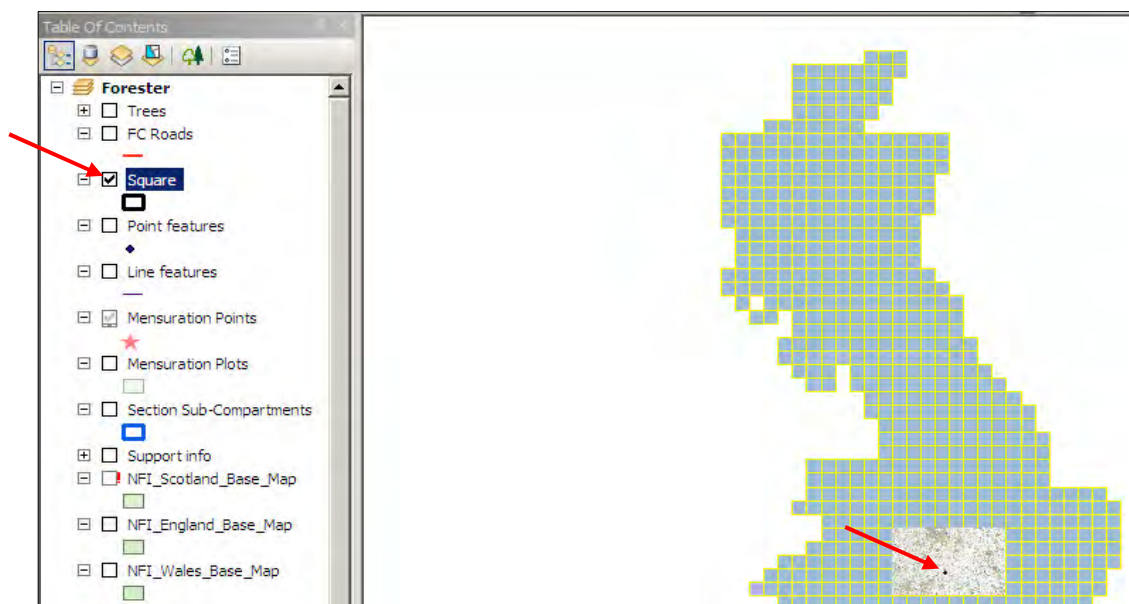 Table Of Contents
Forester
Trees
FC Roads
Square
Point features
Line features
Mensuration Points
Mensuration Plots
Section Sub-Compartments
Support info
NFI_Scotland_Base_Map
NFI_England_Base_Map
NFI_Wales_Base_Map